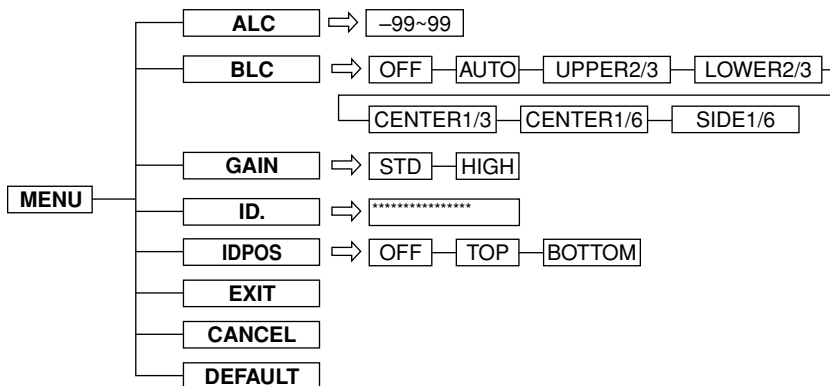 ALC –99~99
BLC OFF AUTO UPPER2/3 LOWER2/3
CENTER1/3 CENTER1/6 SIDE1/6
GAIN STD HIGH
MENU
ID. ****************
IDPOS OFF TOP BOTTOM
EXIT
CANCEL
DEFAULT